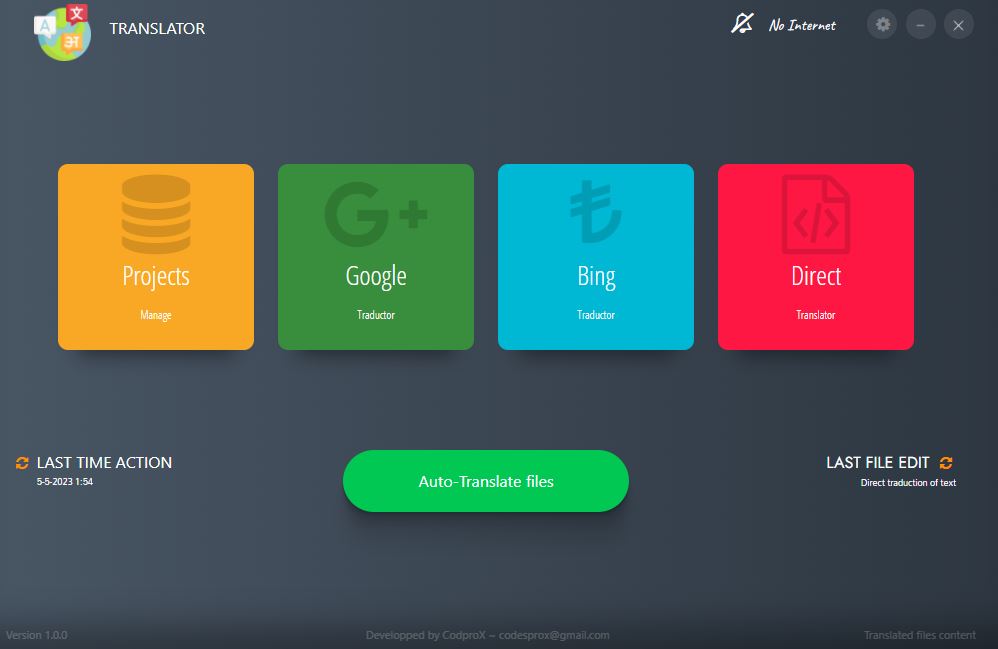 TRANSLATOR
No Internet
A
文
अ
Projects
Manage
G+
Google
Traductor
₺
Bing
Traductor
</>
Direct
Translator
LAST TIME ACTION
5-5-2023 1:54
Auto-Translate files
LAST FILE EDIT
Direct traduction of text
Version 1.0.0
Developped by CodproX ~ codesprox@gmail.com
Translated files content